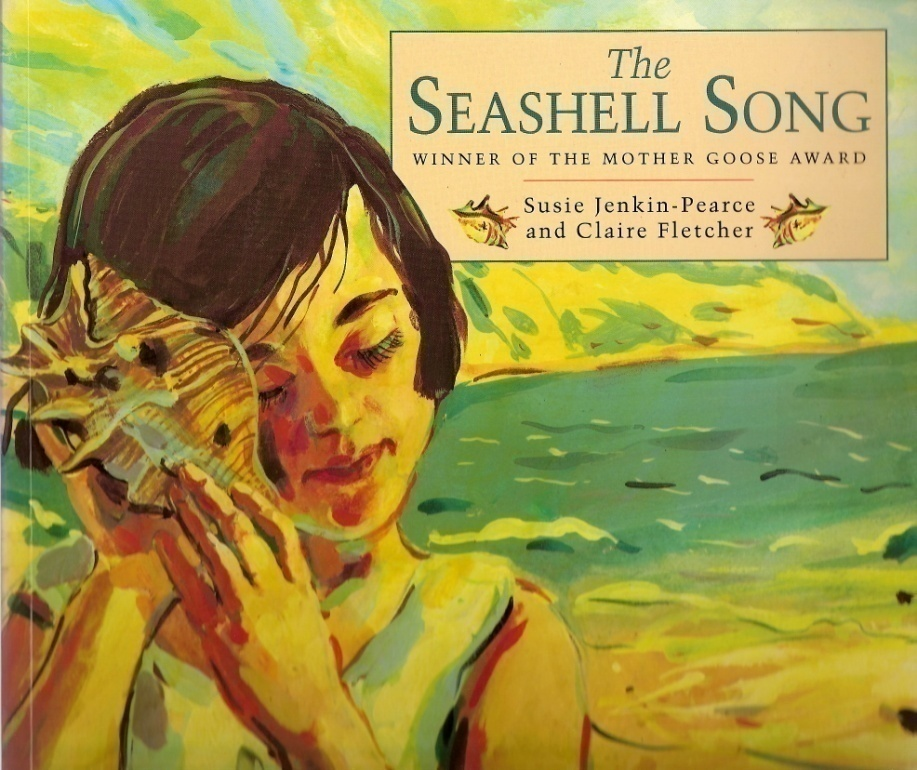 The
SEASHELL SONG
WINNER OF THE MOTHER GOOSE AWARD
Susie Jenkin-Pearce
and Claire Fletcher